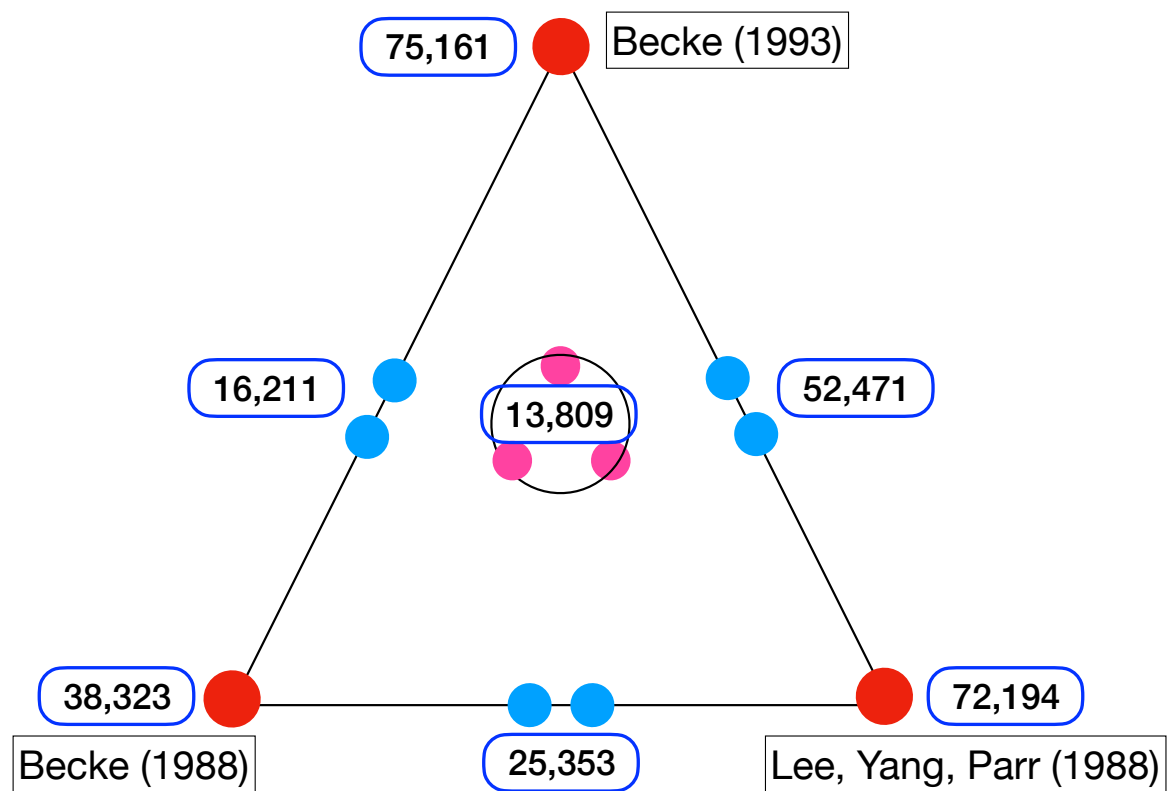 75,161
Becke (1993)
16,211
13,809
52,471
38,323
72,194
Becke (1988)
25,353
Lee, Yang, Parr (1988)